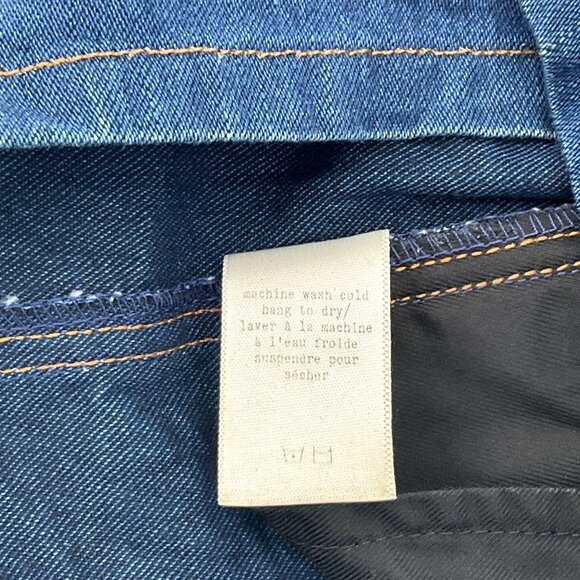 machine wash cold
hang to dry/
laver à la machine
à l'eau froide
suspendre pour
sécher